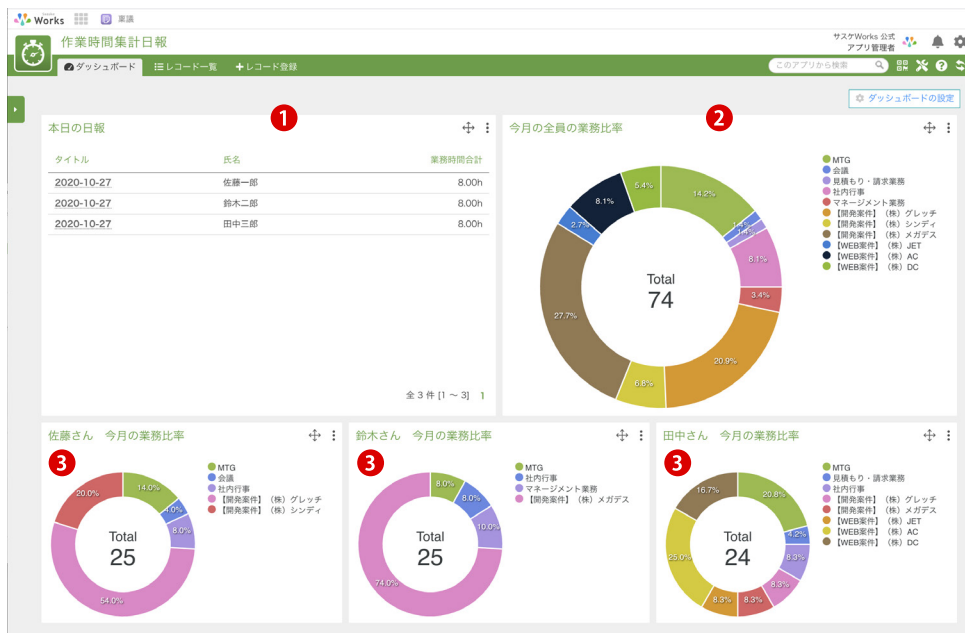 Works 稟議
作業時間集計日報
サスケWorks 公式
アプリ管理者
ダッシュボード レコード一覧 レコード登録
このアプリから検索
ダッシュボードの設定
1
本日の日報
タイトル 氏名 業務時間合計
2020-10-27 佐藤一郎 8.00h
2020-10-27 鈴木二郎 8.00h
2020-10-27 田中三郎 8.00h
全 3 件 [1 ～ 3] 1
2
今月の全員の業務比率
14.2%
1.4%
1.4%
8.1%
3.4%
20.9%
6.8%
27.7%
2.7%
8.1%
5.4%
Total
74
MTG
会議
見積もり・請求業務
社内行事
マネージメント業務
【開発案件】（株）グレッチ
【開発案件】（株）シンディ
【開発案件】（株）メガデス
【WEB案件】（株）JET
【WEB案件】（株）AC
【WEB案件】（株）DC
佐藤さん 今月の業務比率
3
14.0%
4.0%
8.0%
54.0%
20.0%
Total
25
MTG
会議
社内行事
【開発案件】（株）グレッチ
【開発案件】（株）シンディ
鈴木さん 今月の業務比率
3
8.0%
8.0%
10.0%
74.0%
Total
25
MTG
社内行事
マネージメント業務
【開発案件】（株）メガデス
田中さん 今月の業務比率
3
20.8%
4.2%
8.3%
8.3%
8.3%
8.3%
25.0%
16.7%
Total
24
MTG
見積もり・請求業務
社内行事
【開発案件】（株）グレッチ
【開発案件】（株）メガデス
【WEB案件】（株）JET
【WEB案件】（株）AC
【WEB案件】（株）DC